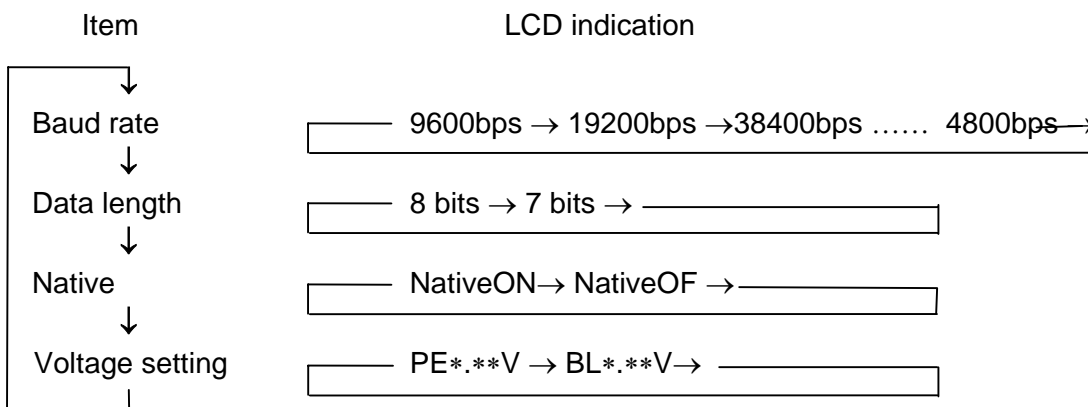 Item LCD indication
Baud rate 9600bps → 19200bps →38400bps …… 4800bps →
Data length 8 bits → 7 bits →
Native NativeON→ NativeOF →
Voltage setting PE*.**V → BL*.**V→